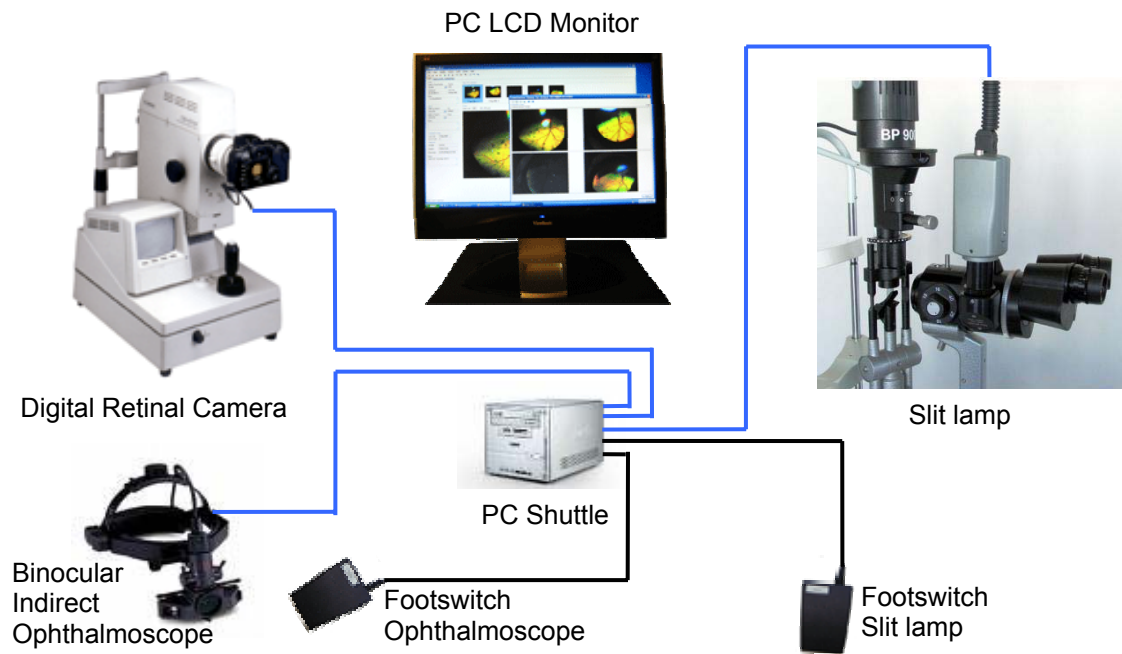 PC LCD Monitor
BP 900
Digital Retinal Camera
Slit lamp
PC Shuttle
Binocular
Indirect
Ophthalmoscope
Footswitch
Ophthalmoscope
Footswitch
Slit lamp